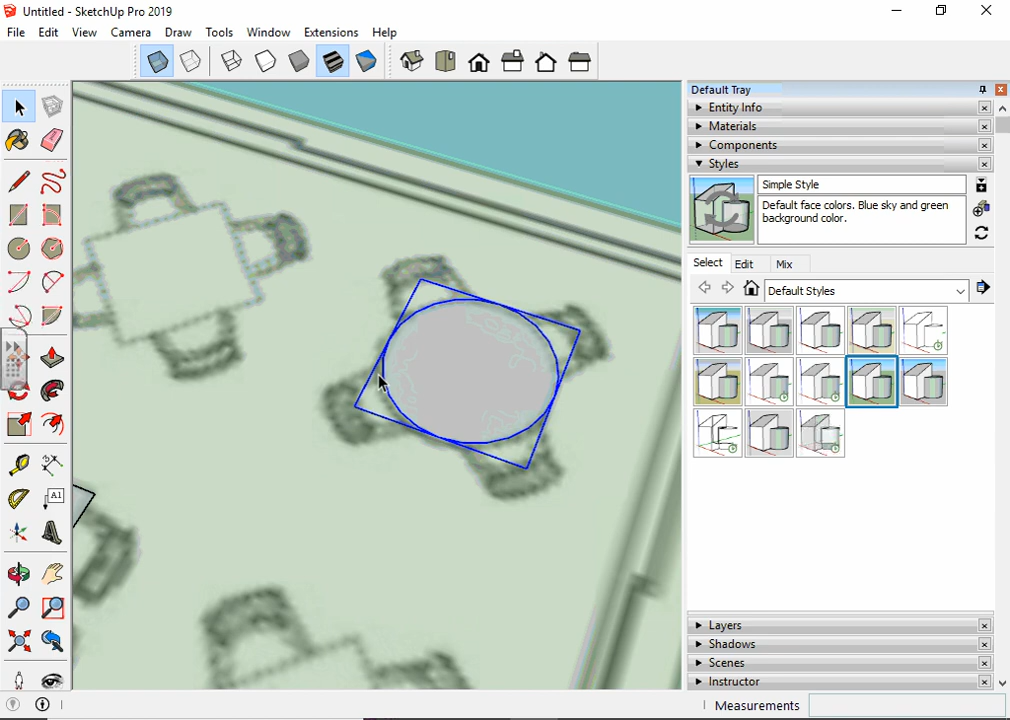 Untitled - SketchUp Pro 2019
File Edit View Camera Draw Tools Window Extensions Help
Default Tray
Entity Info
Materials
Components
Styles
Simple Style
Default face colors. Blue sky and green
background color.
Select Edit Mix
Default Styles
A1
Layers
Shadows
Scenes
Instructor
Measurements